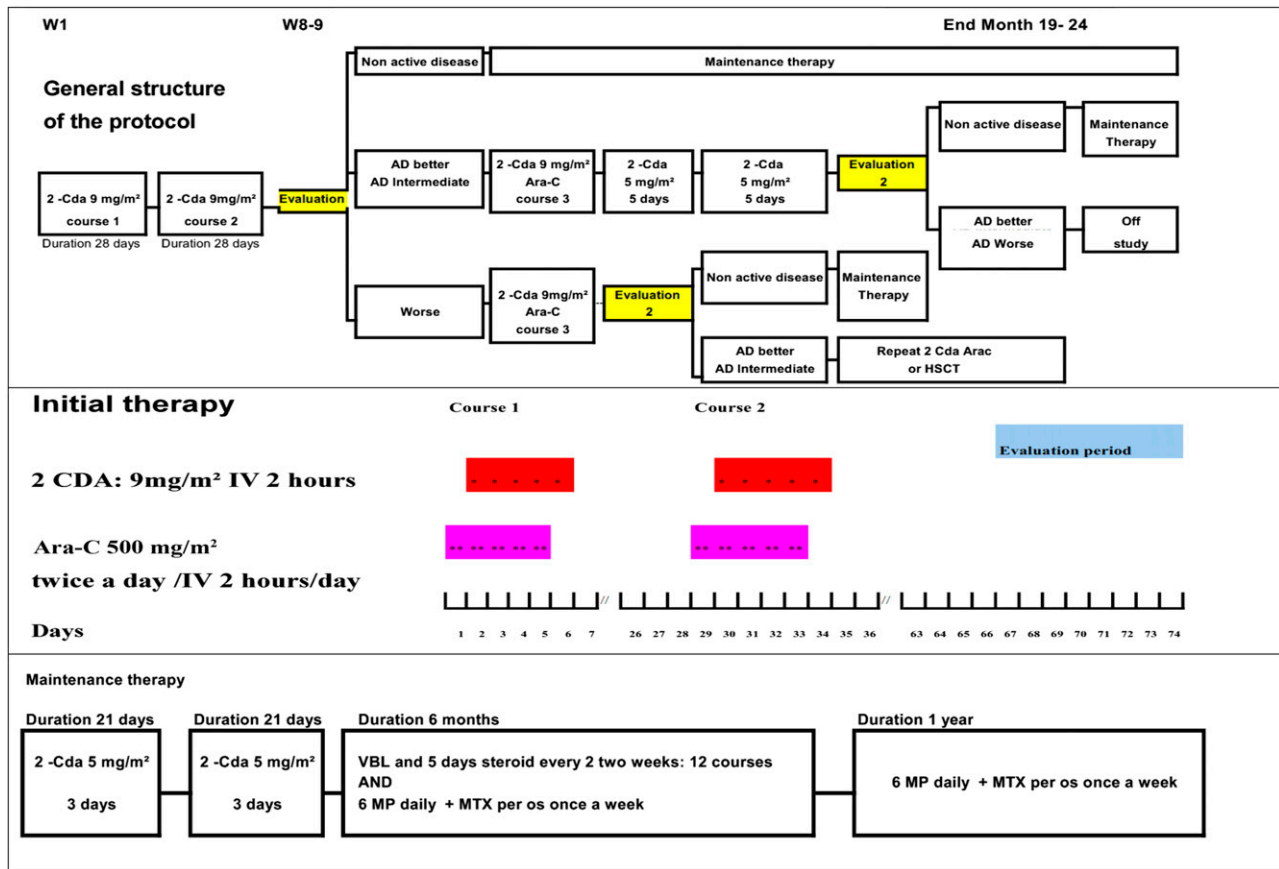 W1
W8-9
End Month 19- 24
General structure
of the protocol
Non active disease
Maintenance therapy
2 -Cda 9 mg/m²
course 1
Duration 28 days
2 -Cda 9mg/m²
course 2
Duration 28 days
Evaluation
AD better
AD Intermediate
2 -Cda 9 mg/m²
Ara-C
course 3
2 -Cda
5 mg/m²
5 days
2 -Cda
5 mg/m²
5 days
Evaluation
2
Non active disease
Maintenance
Therapy
AD better
AD Worse
Off
study
Worse
2 -Cda 9mg/m²
Ara-C
course 3
Evaluation
2
Non active disease
Maintenance
Therapy
AD better
AD Intermediate
Repeat 2 Cda Arac
or HSCT
Initial therapy
Course 1
Course 2
Evaluation period
2 CDA: 9mg/m² IV 2 hours
* * * * *
* * * * *
Ara-C 500 mg/m²
twice a day /IV 2 hours/day
** ** ** ** **
** ** ** ** **
// //
Days
1 2 3 4 5 6 7 26 27 28 29 30 31 32 33 34 35 36 63 64 65 66 67 68 69 70 71 72 73 74
Maintenance therapy
Duration 21 days
2 -Cda 5 mg/m²
3 days
Duration 21 days
2 -Cda 5 mg/m²
3 days
Duration 6 months
VBL and 5 days steroid every 2 two weeks: 12 courses
AND
6 MP daily + MTX per os once a week
Duration 1 year
6 MP daily + MTX per os once a week